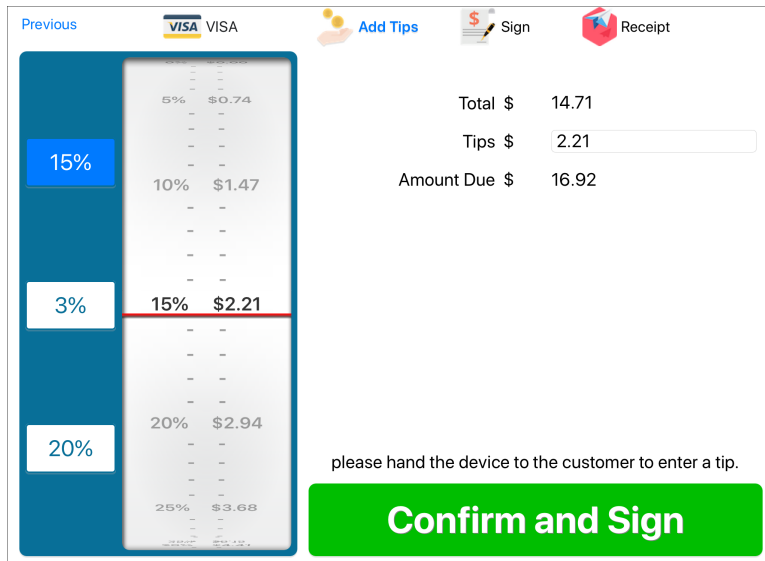 Previous
VISA VISA
Add Tips
$ Sign
Receipt
15%
3%
20%
5% $0.74
10% $1.47
15% $2.21
20% $2.94
25% $3.68
Total $ 14.71
Tips $ 2.21
Amount Due $ 16.92
please hand the device to the customer to enter a tip.
Confirm and Sign